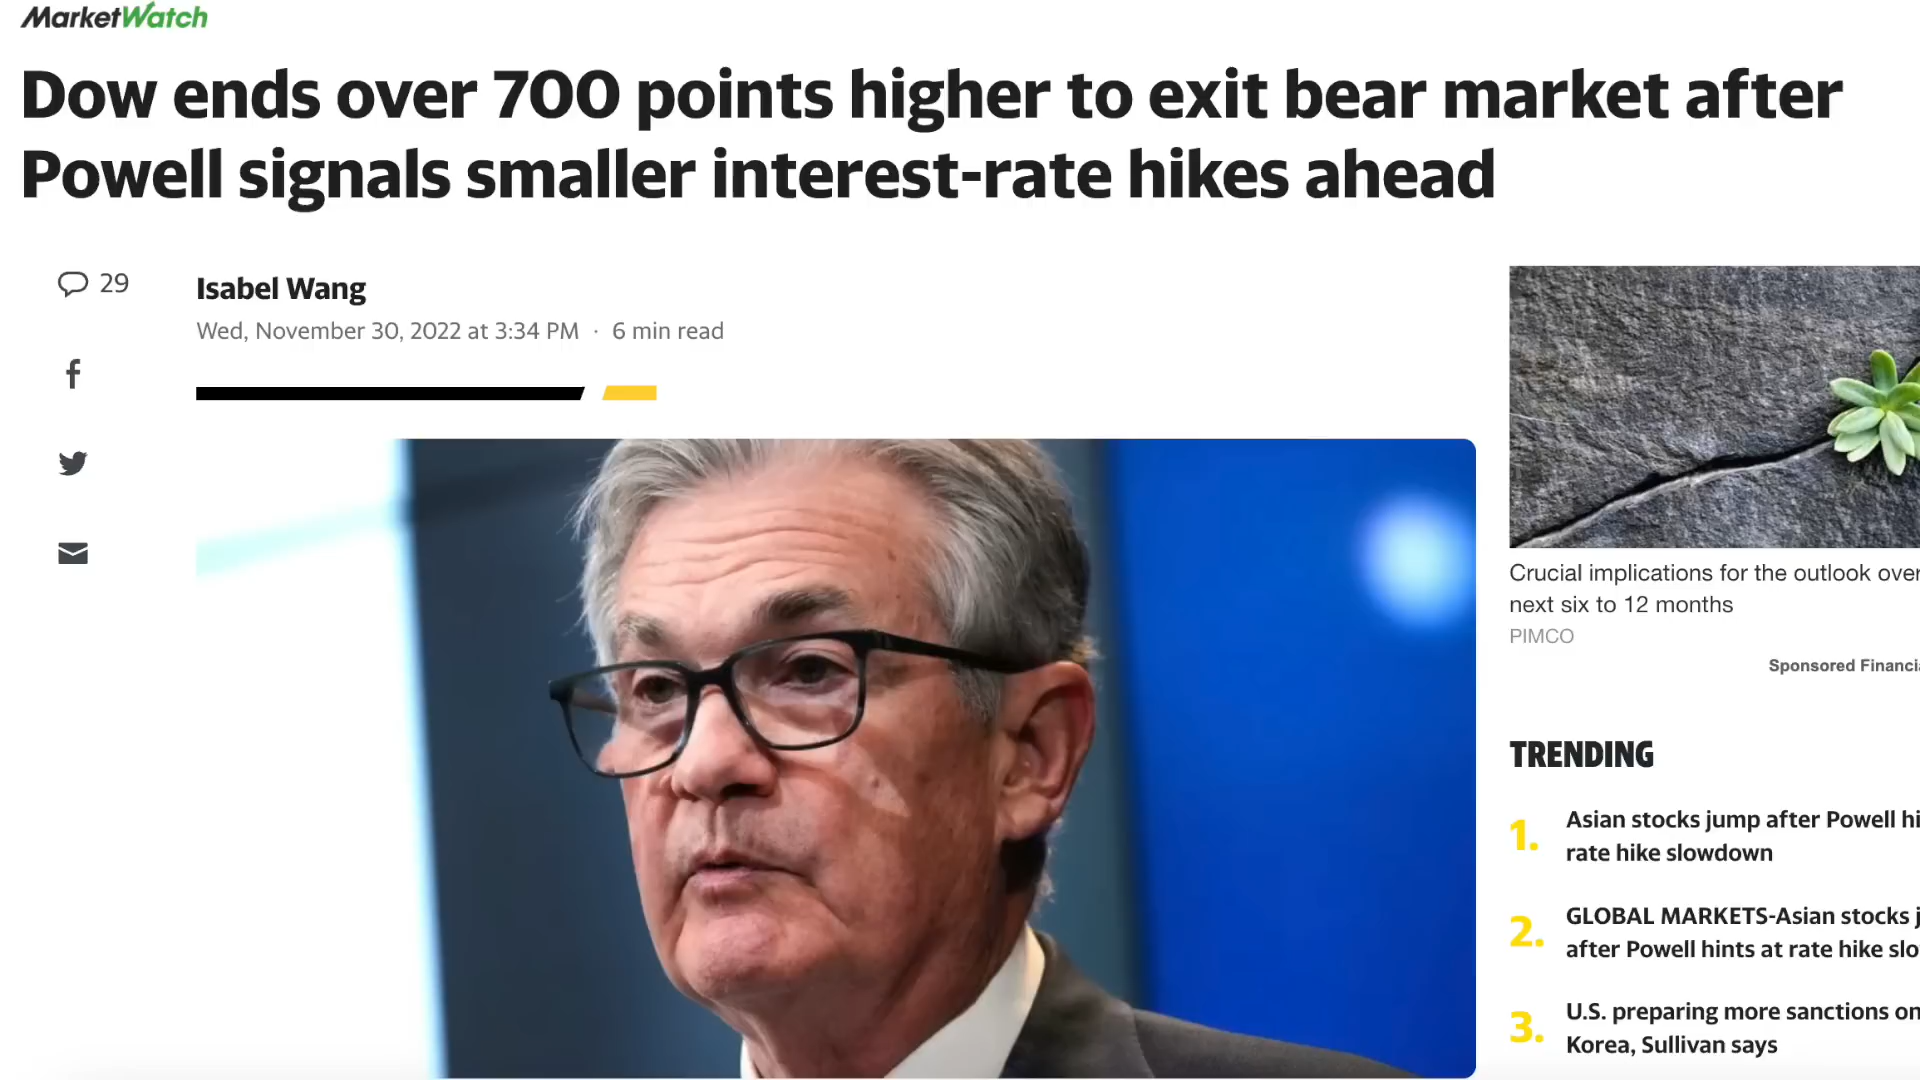 MarketWatch
Dow ends over 700 points higher to exit bear market after
Powell signals smaller interest-rate hikes ahead
29
Isabel Wang
Wed, November 30, 2022 at 3:34 PM · 6 min read
Crucial implications for the outlook over
next six to 12 months
PIMCO
Sponsored
TRENDING
1. Asian stocks jump after Powell
rate hike slowdown
2. GLOBAL MARKETS-Asian stocks
after Powell hints at rate hike
3. U.S. preparing more sanctions on
Korea, Sullivan says